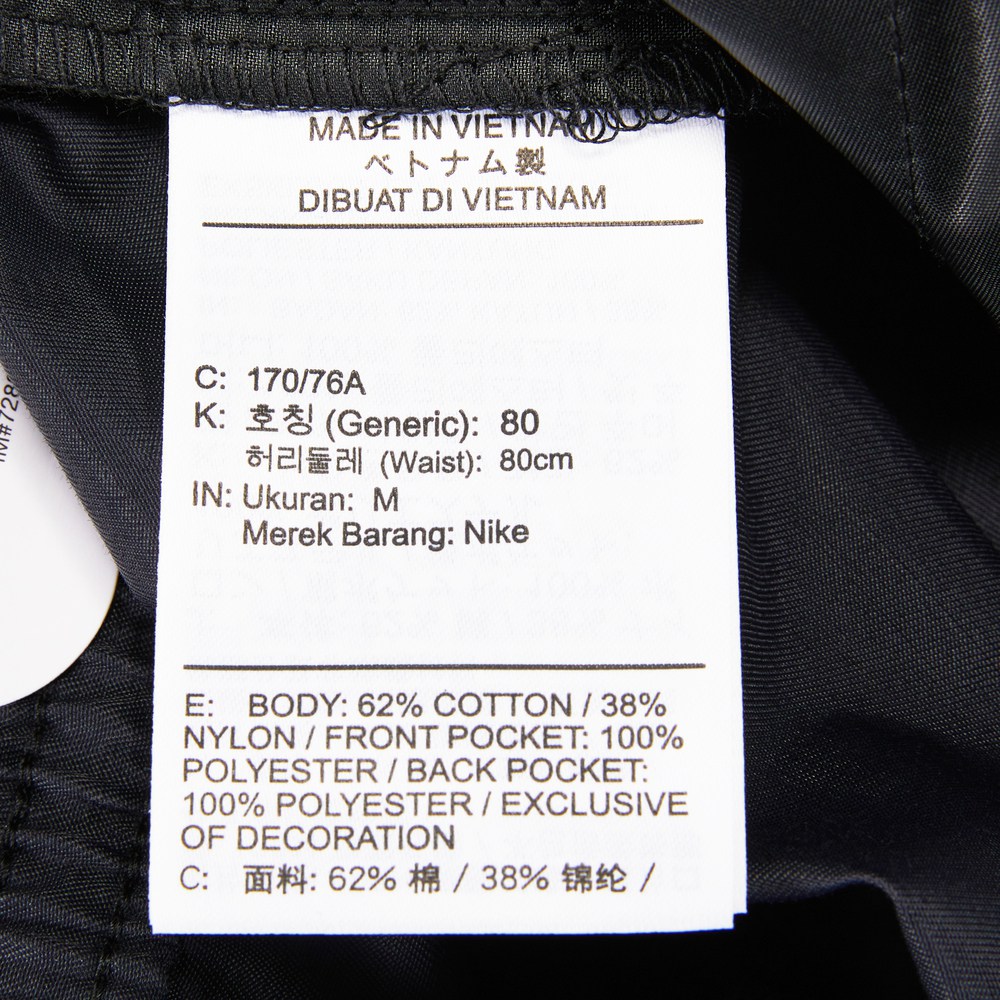 MADE IN VIETNAM
ベトナム製
DIBUAT DI VIETNAM
C: 170/76A
K: 호칭 (Generic): 80
허리둘레 (Waist): 80cm
IN: Ukuran: M
Merek Barang: Nike
E: BODY: 62% COTTON / 38%
NYLON / FRONT POCKET: 100%
POLYESTER / BACK POCKET:
100% POLYESTER / EXCLUSIVE
OF DECORATION
C: 面料: 62% 棉 / 38% 锦纶 /